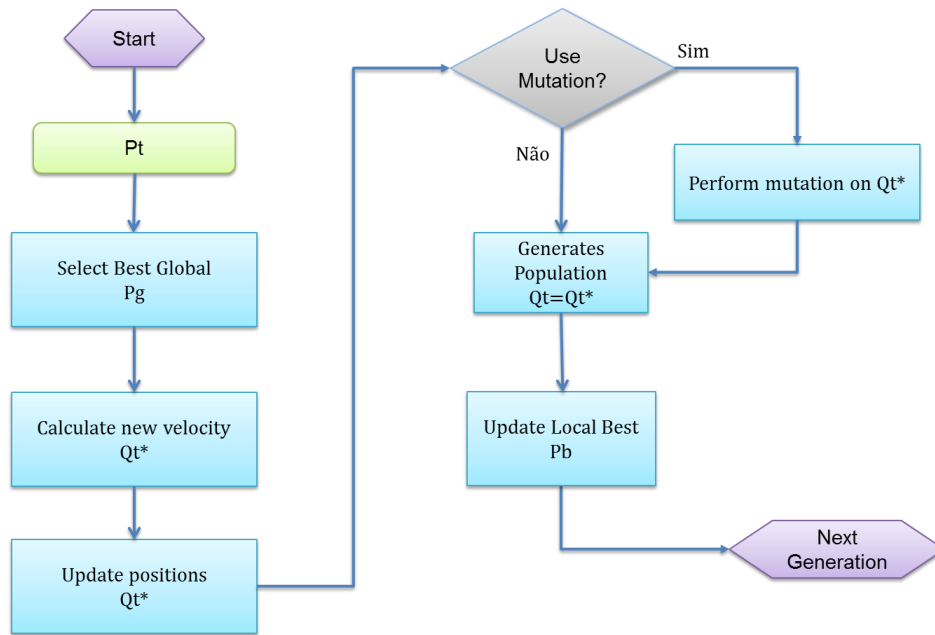 Start
Pt
Select Best Global
Pg
Calculate new velocity
Qt*
Update positions
Qt*
Use
Mutation?
Sim
Não
Perform mutation on Qt*
Generates
Population
Qt=Qt*
Update Local Best
Pb
Next
Generation